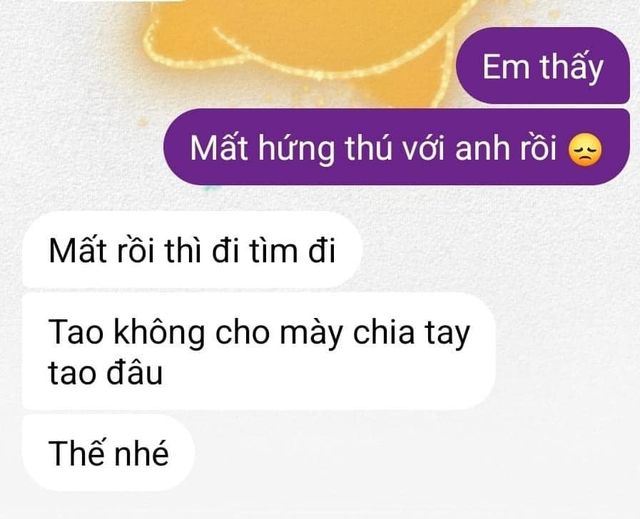 Em thấy
Mất hứng thú với anh rồi 😞
Mất rồi thì đi tìm đi
Tao không cho mày chia tay
tao đâu
Thế nhé